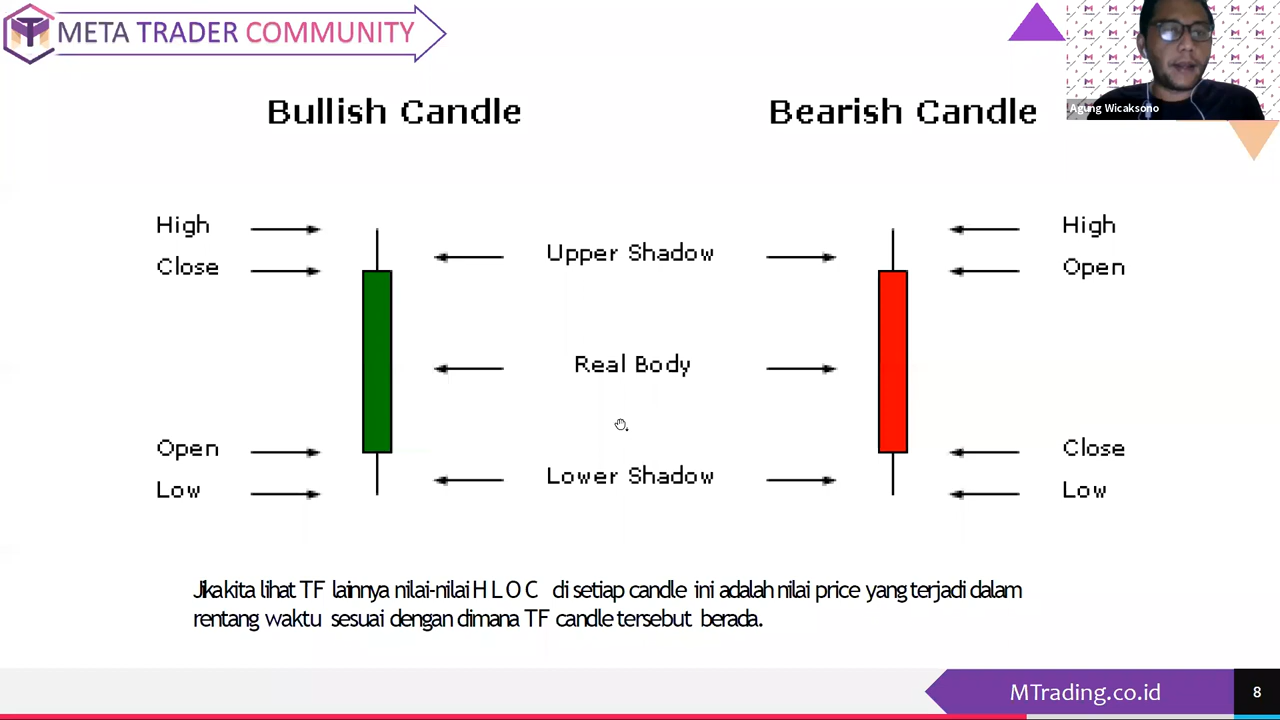 META TRADER COMMUNITY
Agung Wicaksono
Bullish Candle
Bearish Candle
High
High
Upper Shadow
Close
Open
Real Body
Open
Close
Lower Shadow
Low
Low
Jika kita lihat TF lainnya nilai-nilai H L O C di setiap candle ini adalah nilai price yang terjadi dalam
rentang waktu sesuai dengan dimana TF candle tersebut berada.
MTrading.co.id
8